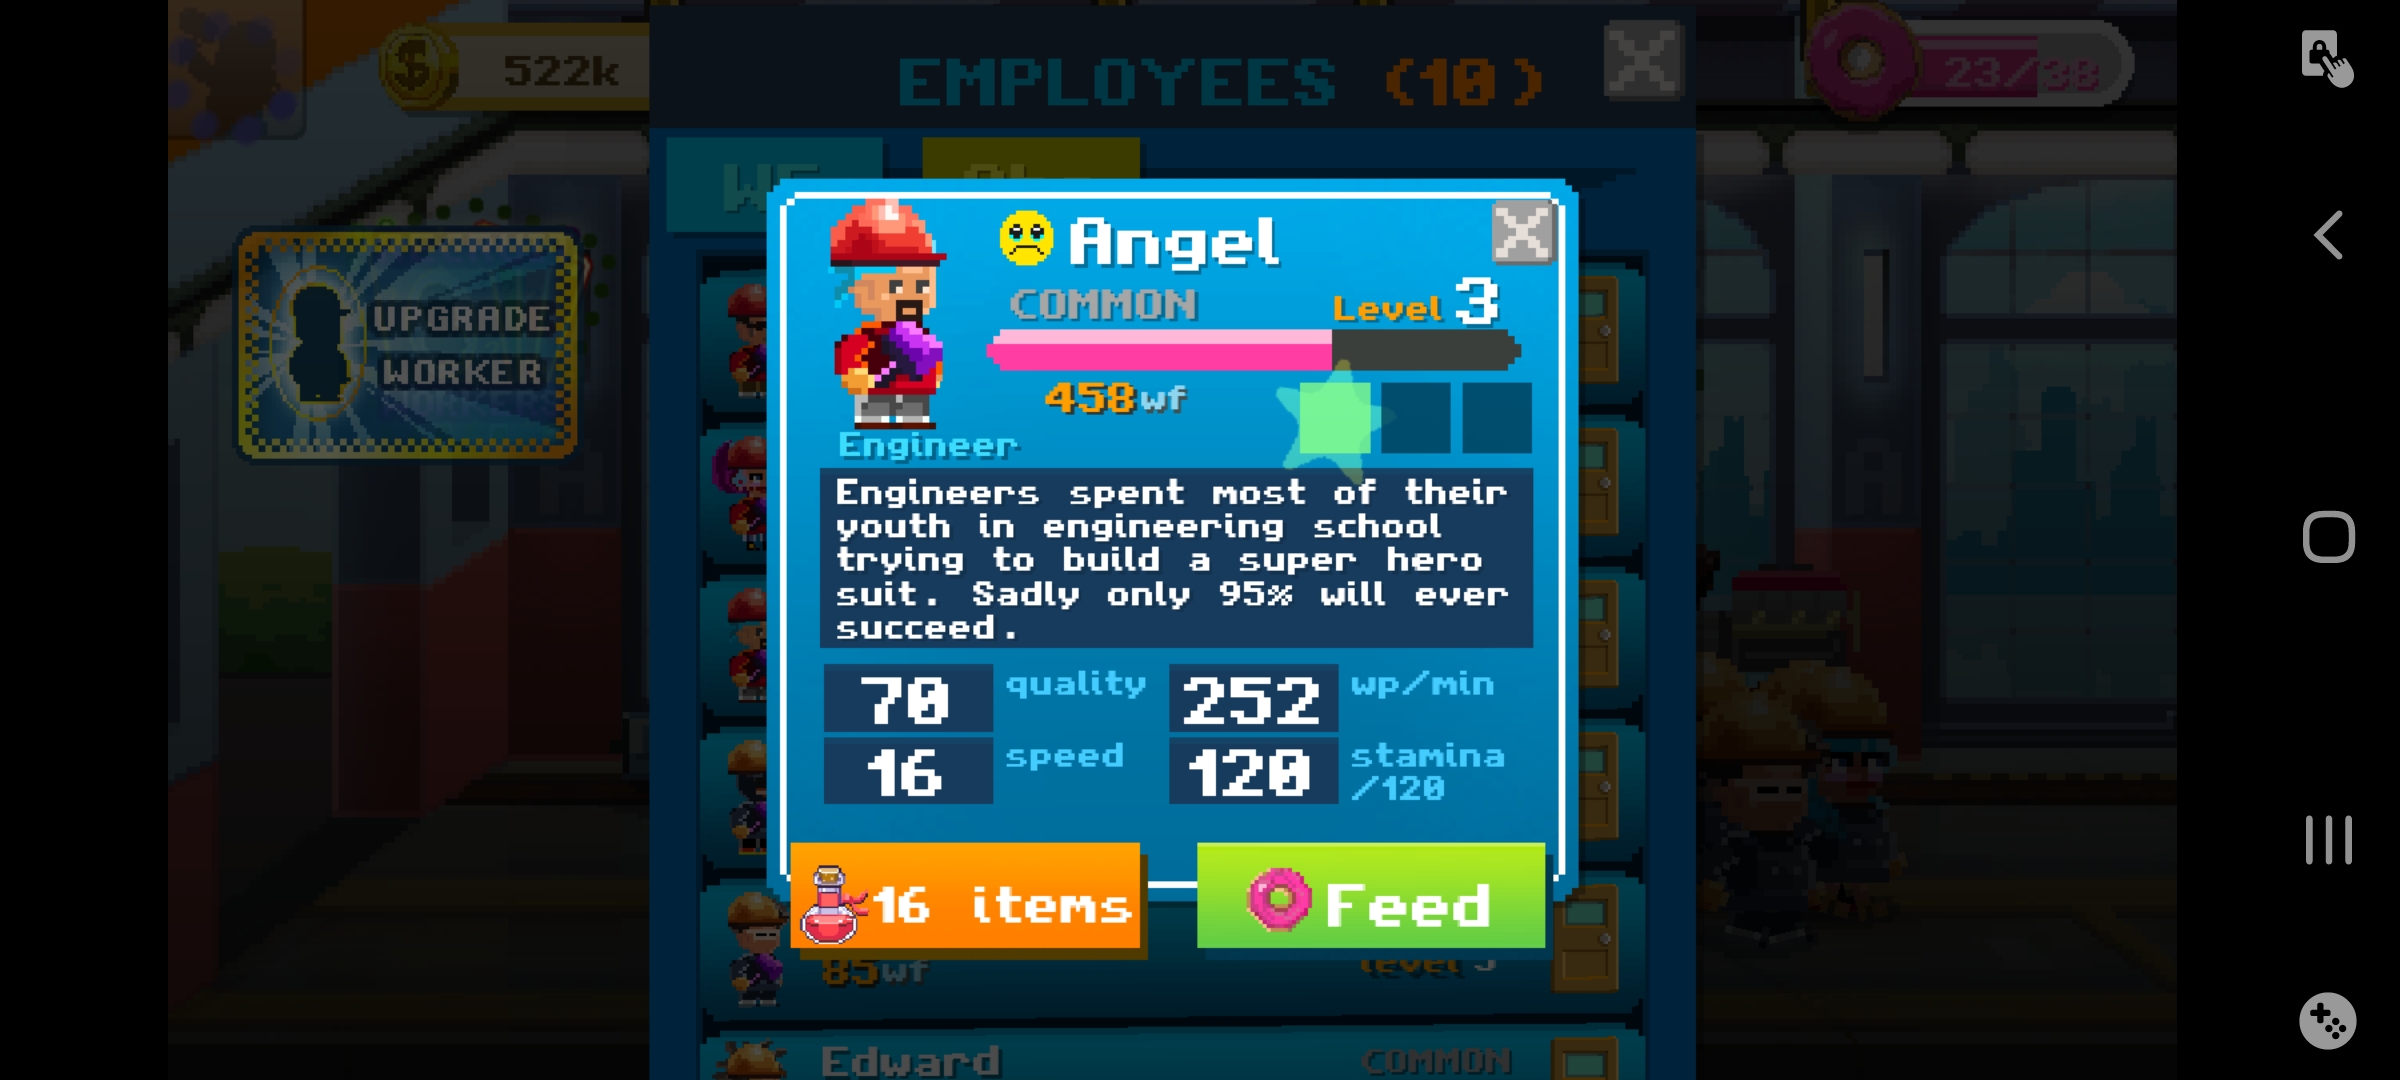 522k
EMPLOYEES (10)
23/38
UPGRADE
WORKER
Angel
COMMON
Level 3
458wf
Engineer
Engineers spent most of their
youth in engineering school
trying to build a super hero
suit. Sadly only 95% will ever
succeed.
70 quality 252 wp/min
16 speed 120 stamina
/120
16 items
Feed
85wf level 3
Edward COMMON